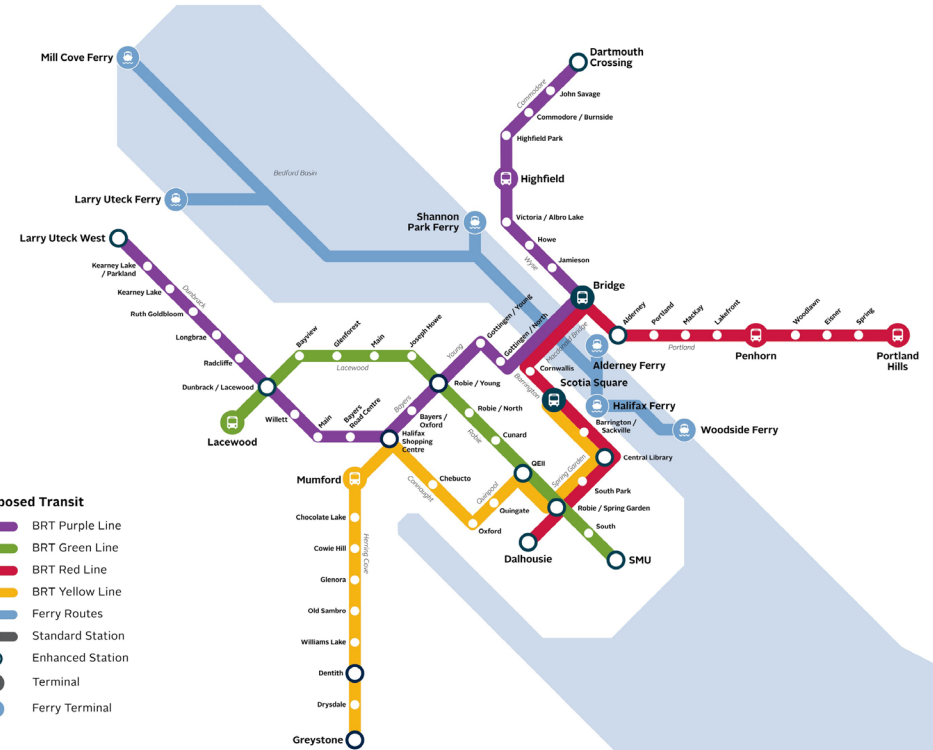 Mill Cove Ferry
Dartmouth
Crossing
Commodore
John Savage
Commodore / Burnside
Highfield Park
Bedford Basin
Highfield
Larry Uteck Ferry
Shannon
Park Ferry
Victoria / Albro Lake
Larry Uteck West
Howe
Wyse
Jamieson
Kearney Lake
/ Parkland
Kearney Lake
Dunbrack
Ruth Goldbloom
Bridge
Longbrae
Radcliffe
Bayview
Glenforest
Main
Joseph Howe
Lacewood
Young
Gottingen / Young
Gottingen / North
Macdonald Bridge
Alderney
Portland
MacKay
Lakefront
Portland
Penhorn
Woodlawn
Eisner
Spring
Portland
Hills
Alderney Ferry
Dunbrack / Lacewood
Robie / Young
Cornwallis
Barrington
Scotia Square
Halifax Ferry
Willett
Main
Bayers
Road Centre
Bayers
Bayers /
Oxford
Robie / North
Robie
Barrington /
Sackville
Woodside Ferry
Lacewood
Halifax
Shopping
Centre
Cunard
Central Library
Mumford
Chebucto
Connaught
QEII
Spring Garden
South Park
Quinpool
Quingate
Robie / Spring Garden
Chocolate Lake
Oxford
South
Herring Cove
Cowie Hill
Dalhousie
SMU
Glenora
Old Sambro
Williams Lake
Dentith
Drysdale
Greystone
posed Transit
BRT Purple Line
BRT Green Line
BRT Red Line
BRT Yellow Line
Ferry Routes
Standard Station
Enhanced Station
Terminal
Ferry Terminal